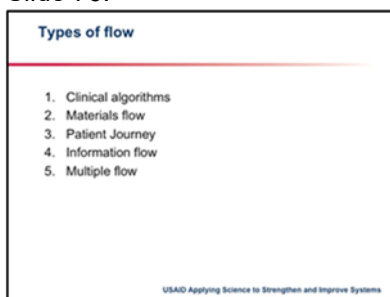 Types of flow
1. Clinical algorithms
2. Materials flow
3. Patient Journey
4. Information flow
5. Multiple flow
USAID Applying Science to Strengthen and Improve Systems